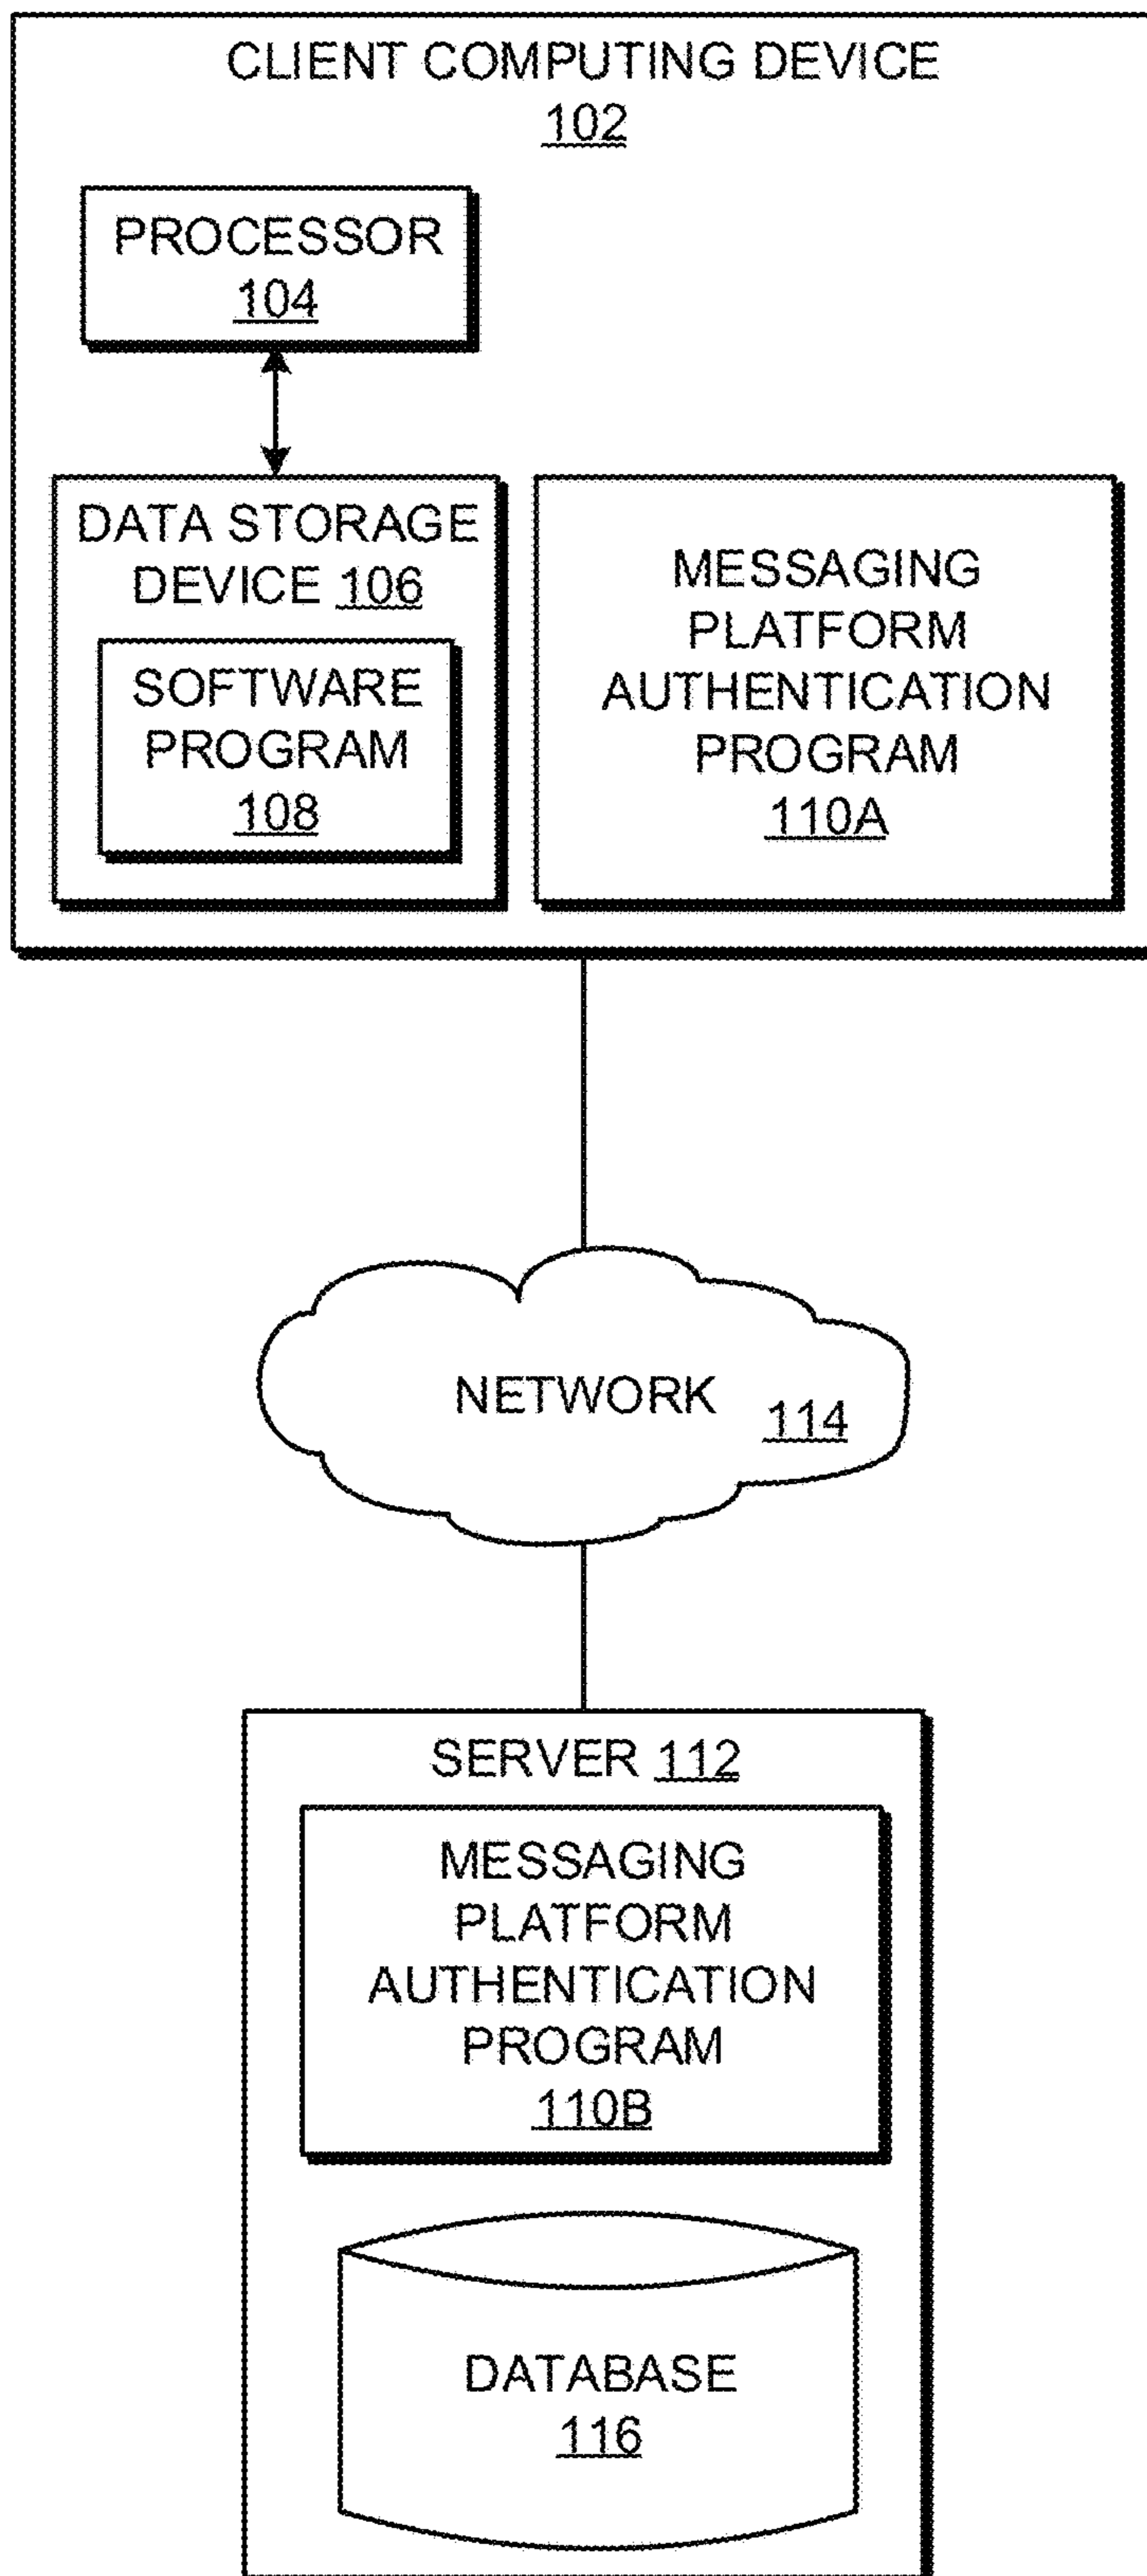 CLIENT COMPUTING DEVICE
102
PROCESSOR
104
DATA STORAGE
DEVICE 106
SOFTWARE
PROGRAM
108
MESSAGING
PLATFORM
AUTHENTICATION
PROGRAM
110A
NETWORK 114
SERVER 112
MESSAGING
PLATFORM
AUTHENTICATION
PROGRAM
110B
DATABASE
116